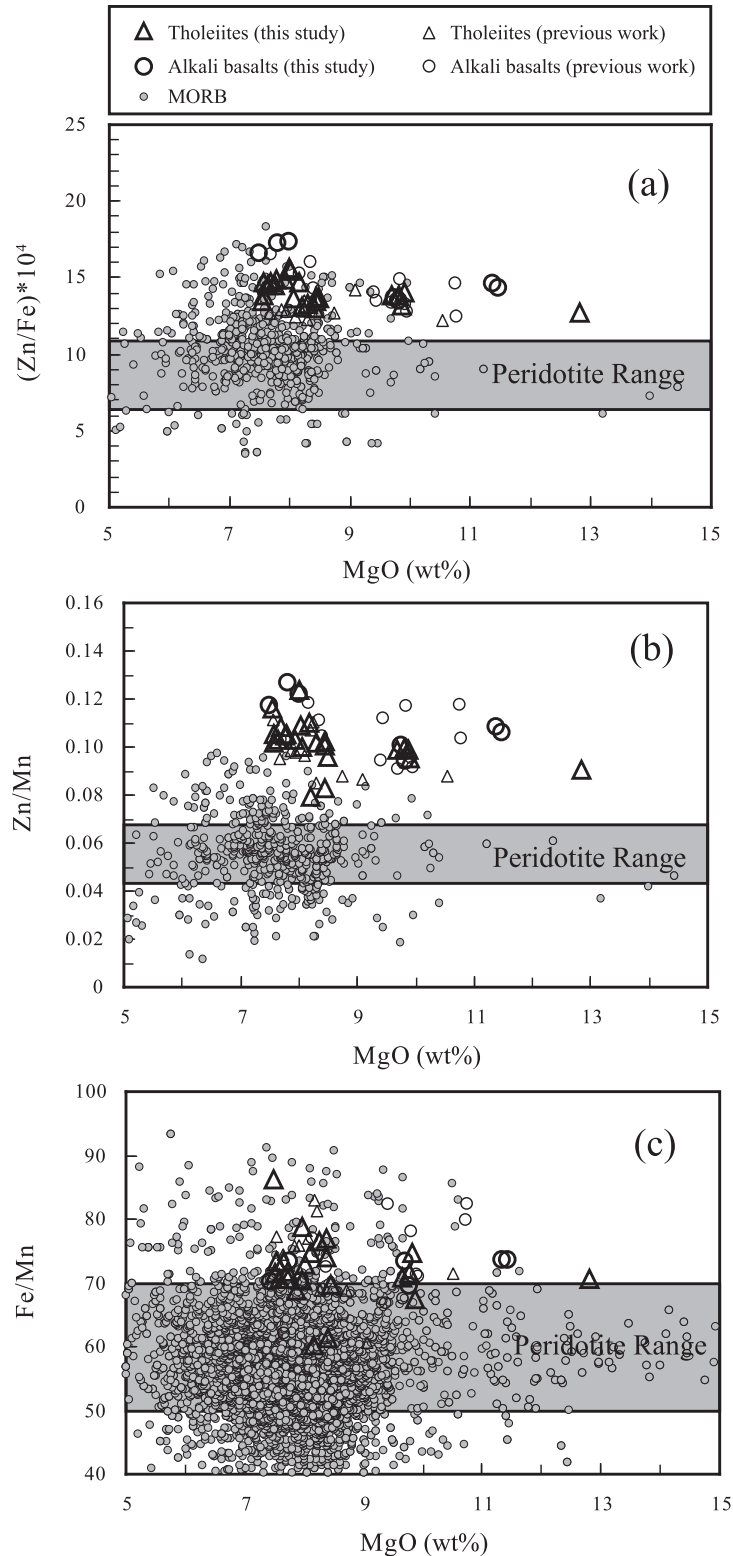 Tholeiites (this study) Tholeiites (previous work)
Alkali basalts (this study) Alkali basalts (previous work)
MORB
25
(a)
20
15
10
5
0
(Zn/Fe)*10⁴
Peridotite Range
5 7 9 11 13 15
MgO (wt%)
0.16
(b)
0.14
0.12
0.10
0.08
0.06
0.04
0.02
0
Zn/Mn
Peridotite Range
5 7 9 11 13 15
MgO (wt%)
100
(c)
90
80
70
60
50
40
Fe/Mn
Peridotite Range
5 7 9 11 13 15
MgO (wt%)